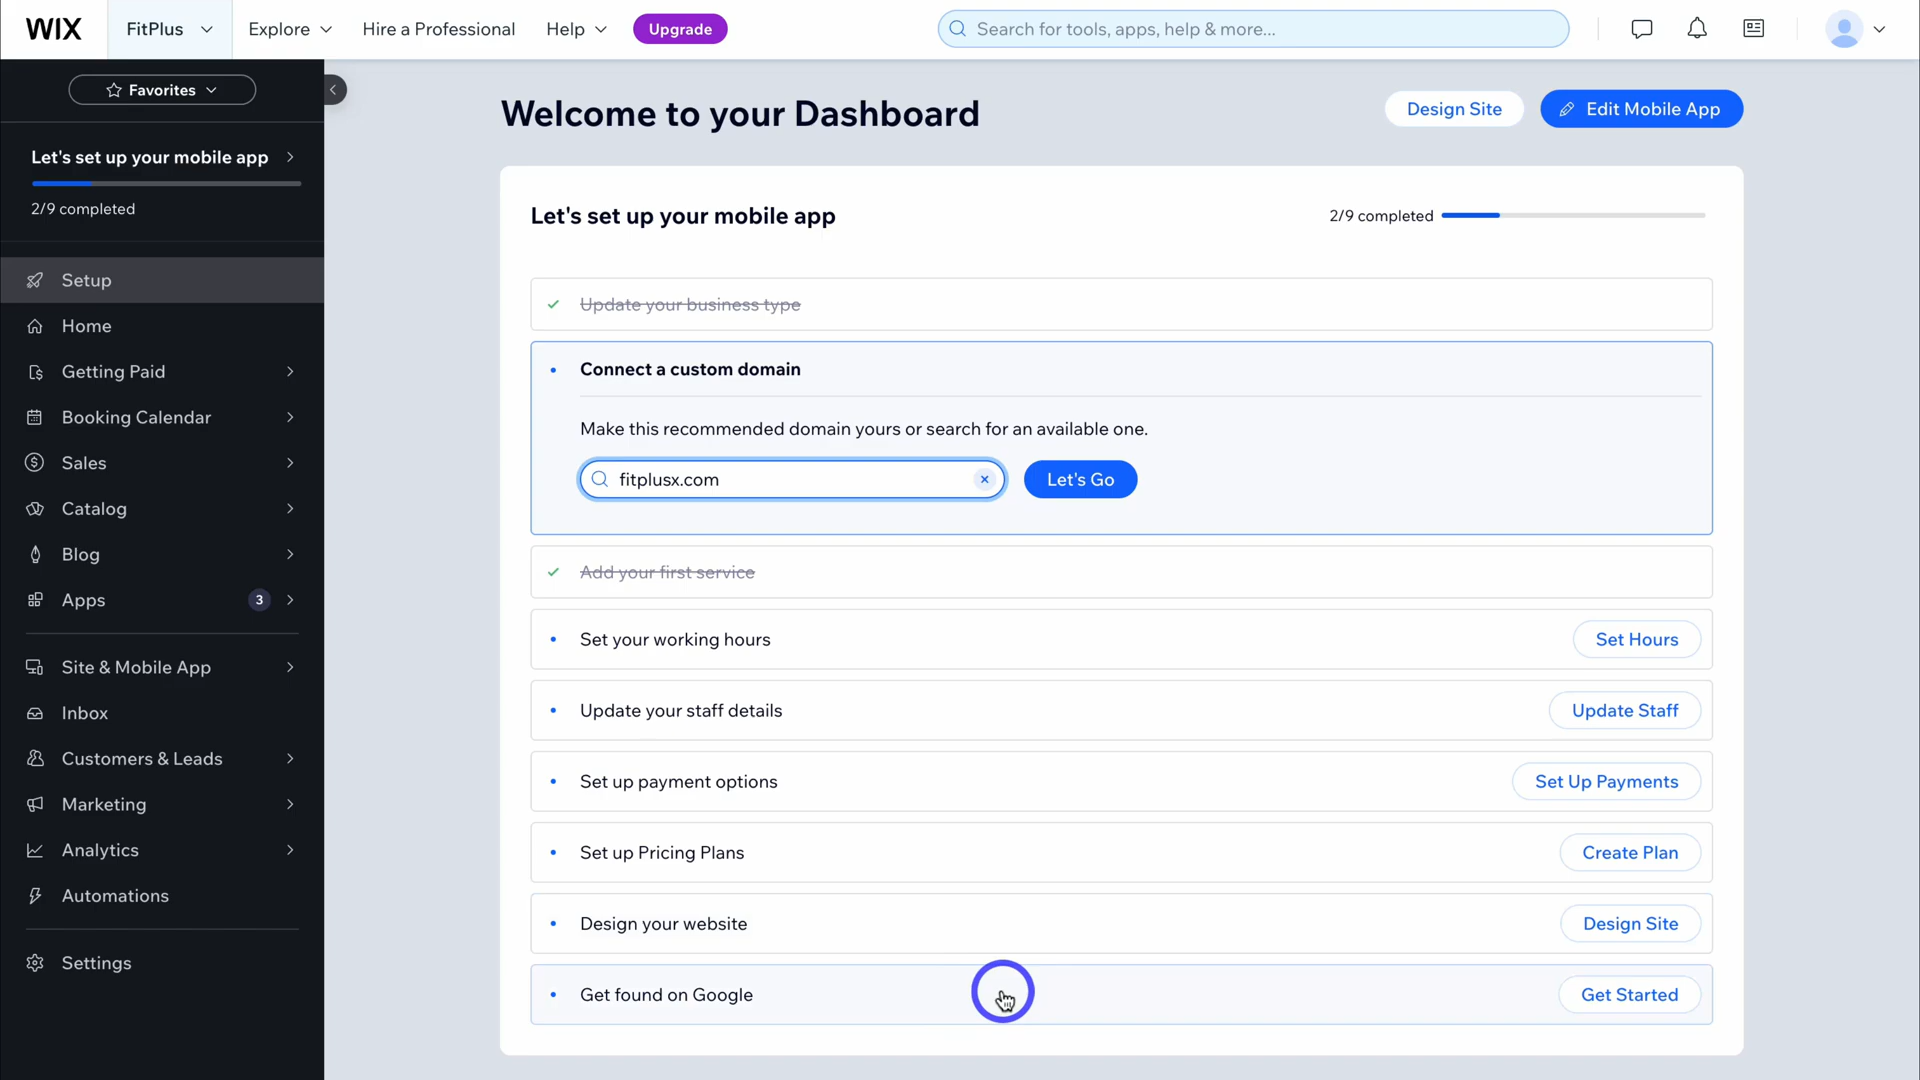 WIX
FitPlus
Explore
Hire a Professional
Help
Upgrade
Search for tools, apps, help & more...
Favorites
Let's set up your mobile app
2/9 completed
Setup
Home
Getting Paid
Booking Calendar
Sales
Catalog
Blog
Apps 3
Site & Mobile App
Inbox
Customers & Leads
Marketing
Analytics
Automations
Settings
Welcome to your Dashboard
Design Site
Edit Mobile App
Let's set up your mobile app
2/9 completed
Update your business type
Connect a custom domain
Make this recommended domain yours or search for an available one.
fitplusx.com
Let's Go
Add your first service
Set your working hours
Set Hours
Update your staff details
Update Staff
Set up payment options
Set Up Payments
Set up Pricing Plans
Create Plan
Design your website
Design Site
Get found on Google
Get Started